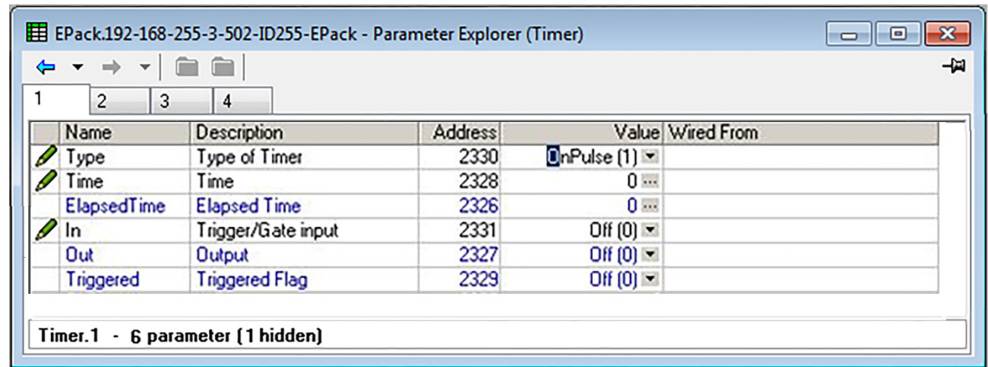 EPack.192-168-255-3-502-ID255-EPack - Parameter Explorer (Timer)
1 2 3 4
Name Description Address Value Wired From
Type Type of Timer 2330 OnPulse (1)
Time Time 2328 0 ...
ElapsedTime Elapsed Time 2326 0 ...
In Trigger/Gate input 2331 Off (0)
Out Output 2327 Off (0)
Triggered Triggered Flag 2329 Off (0)
Timer.1 - 6 parameter (1 hidden)